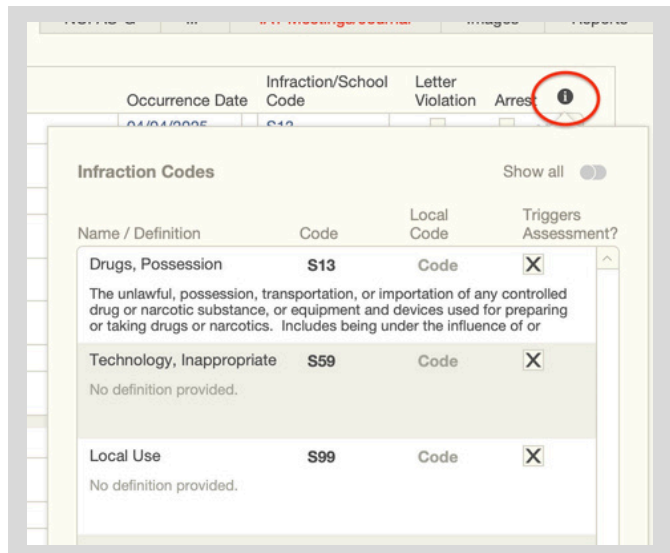 Infraction/School Letter
Occurrence Date Code Violation Arrest
Infraction Codes Show all
Local Triggers
Name / Definition Code Code Assessment?
Drugs, Possession S13 Code X
The unlawful, possession, transportation, or importation of any controlled
drug or narcotic substance, or equipment and devices used for preparing
or taking drugs or narcotics. Includes being under the influence of or
Technology, Inappropriate S59 Code X
No definition provided.
Local Use S99 Code X
No definition provided.